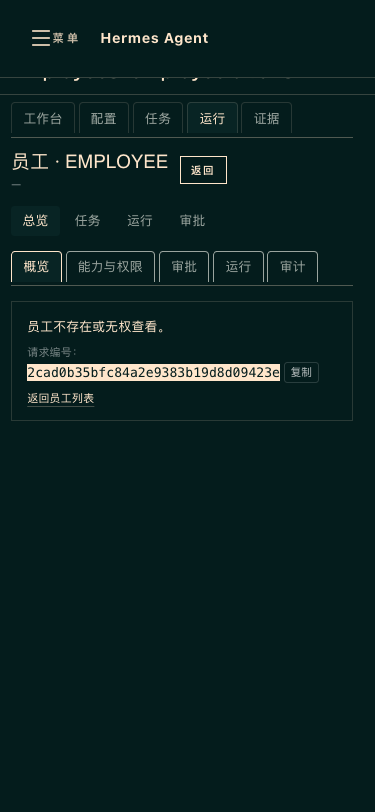 菜单 Hermes Agent
工作台 配置 任务 运行 证据
员工 · EMPLOYEE 返回
—
总览 任务 运行 审批
概览 能力与权限 审批 运行 审计
员工不存在或无权查看。
请求编号：
2cad0b35bfc84a2e9383b19d8d09423e 复制
返回员工列表